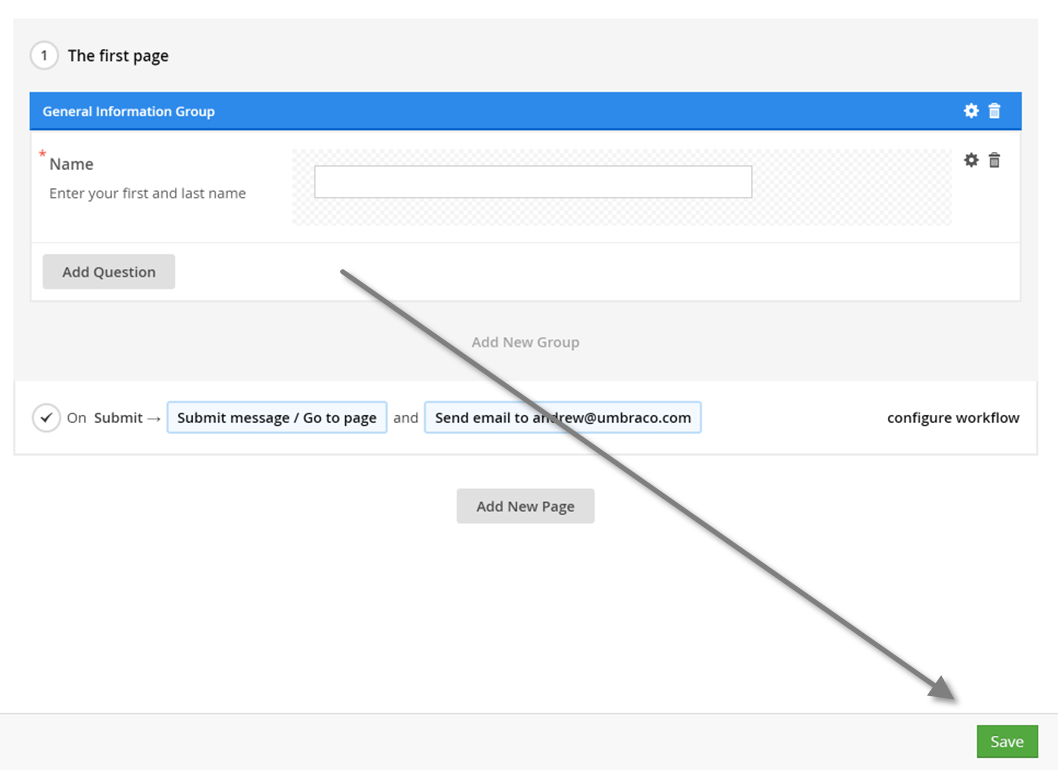 1 The first page
General Information Group
* Name
Enter your first and last name
Add Question
Add New Group
On Submit → Submit message / Go to page and Send email to andrew@umbraco.com configure workflow
Add New Page
Save